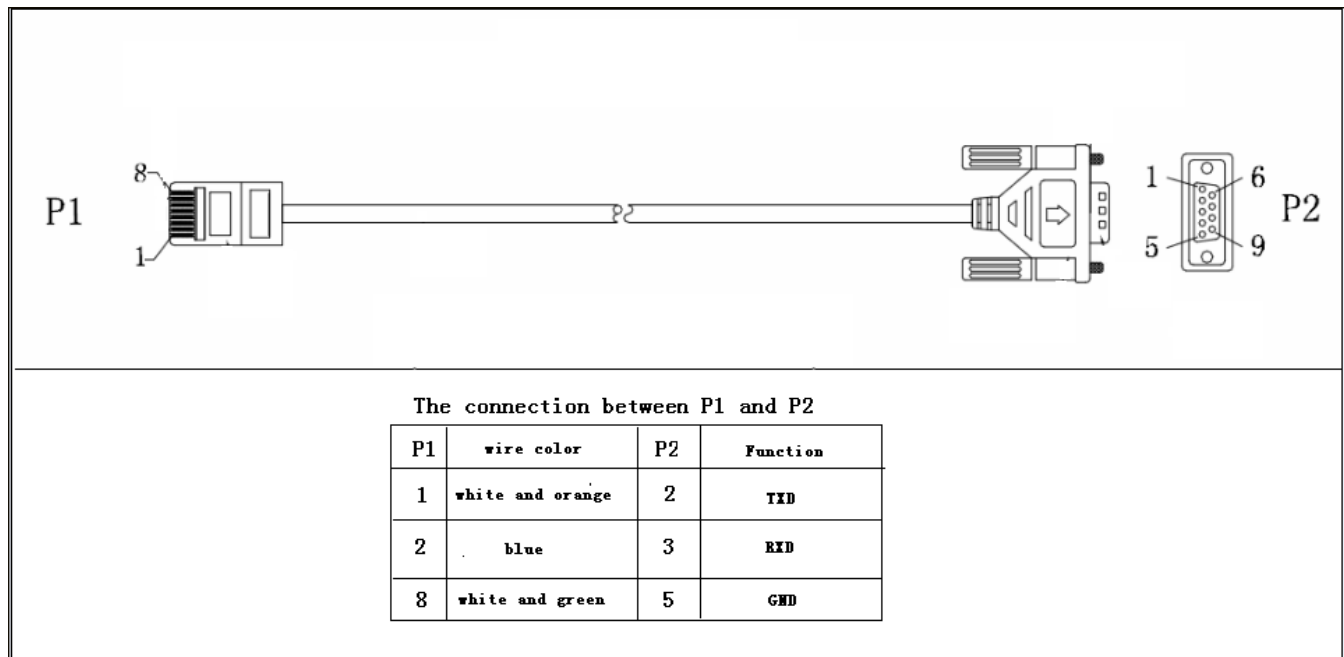 8
1
P1
1
6
5
9
P2
The connection between P1 and P2
P1 wire color P2 Function
1 white and orange 2 TXD
2 blue 3 RXD
8 white and green 5 GND